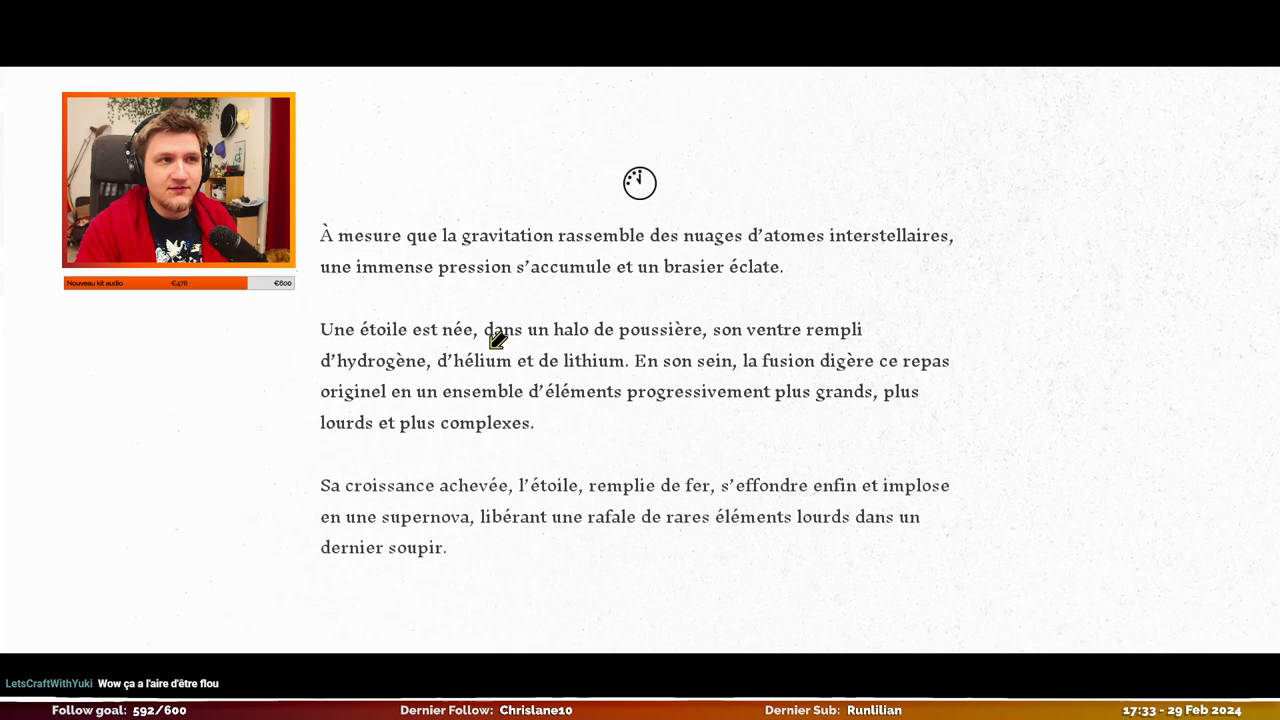 À mesure que la gravitation rassemble des nuages d’atomes interstellaires,
une immense pression s’accumule et un brasier éclate.
Une étoile est née, dans un halo de poussière, son ventre rempli
d’hydrogène, d’hélium et de lithium. En son sein, la fusion digère ce repas
originel en un ensemble d’éléments progressivement plus grands, plus
lourds et plus complexes.
Sa croissance achevée, l’étoile, remplie de fer, s’effondre enfin et implose
en une supernova, libérant une rafale de rares éléments lourds dans un
dernier soupir.
Nouveau kit audio €478 €600
LetsCraftWithYuki Wow ça a l'aire d'être flou
Follow goal: 592/600 Dernier Follow: Chrislane10 Dernier Sub: Runlilian 17:33 - 29 Feb 2024